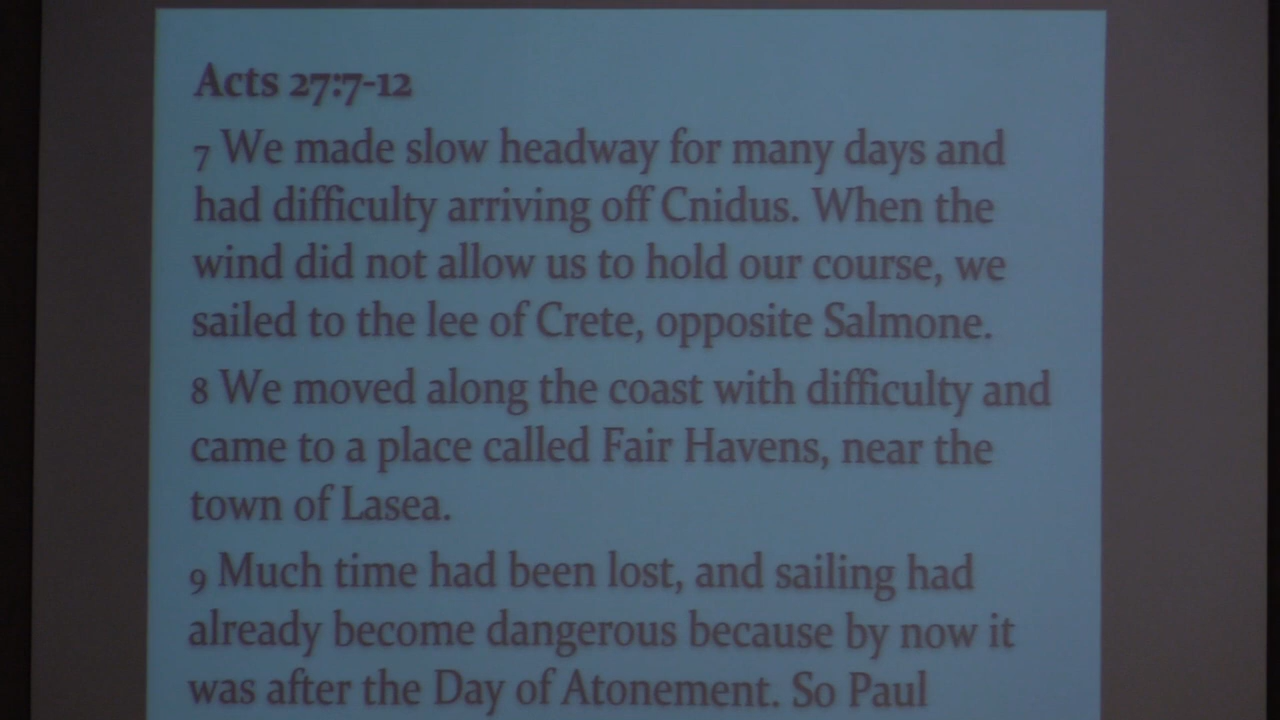 Acts 27:7-12
7 We made slow headway for many days and
had difficulty arriving off Cnidus. When the
wind did not allow us to hold our course, we
sailed to the lee of Crete, opposite Salmone.
8 We moved along the coast with difficulty and
came to a place called Fair Havens, near the
town of Lasea.
9 Much time had been lost, and sailing had
already become dangerous because by now it
was after the Day of Atonement. So Paul